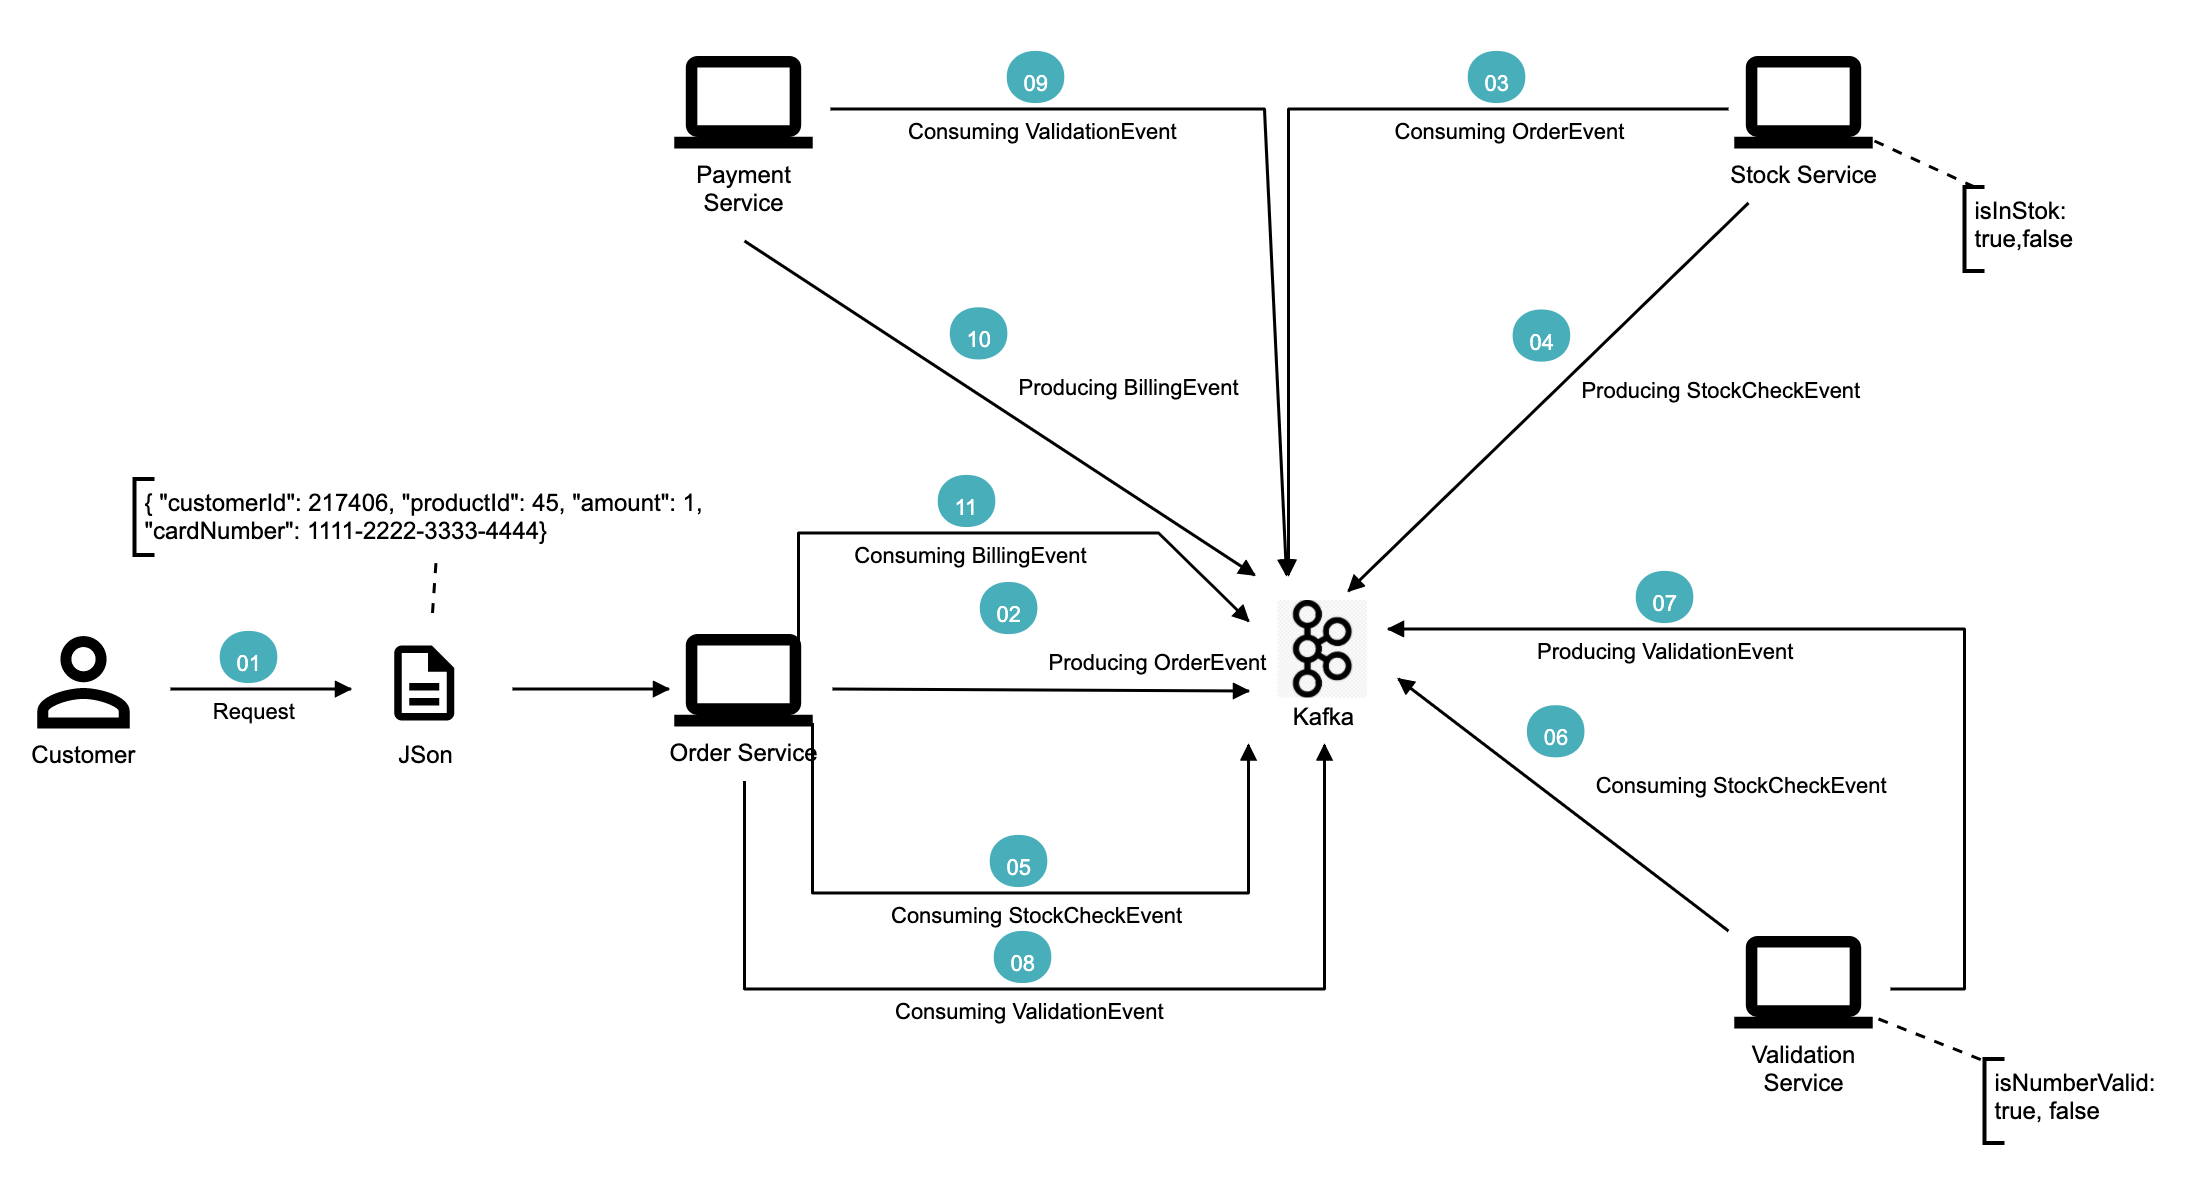 09
Consuming ValidationEvent
03
Consuming OrderEvent
Payment
Service
Stock Service
isInStok:
true,false
10
Producing BillingEvent
04
Producing StockCheckEvent
{ "customerId": 217406, "productId": 45, "amount": 1,
"cardNumber": 1111-2222-3333-4444}
11
Consuming BillingEvent
02
Producing OrderEvent
07
Producing ValidationEvent
01
Request
Customer
JSon
Order Service
Kafka
06
Consuming StockCheckEvent
05
Consuming StockCheckEvent
08
Consuming ValidationEvent
Validation
Service
isNumberValid:
true, false